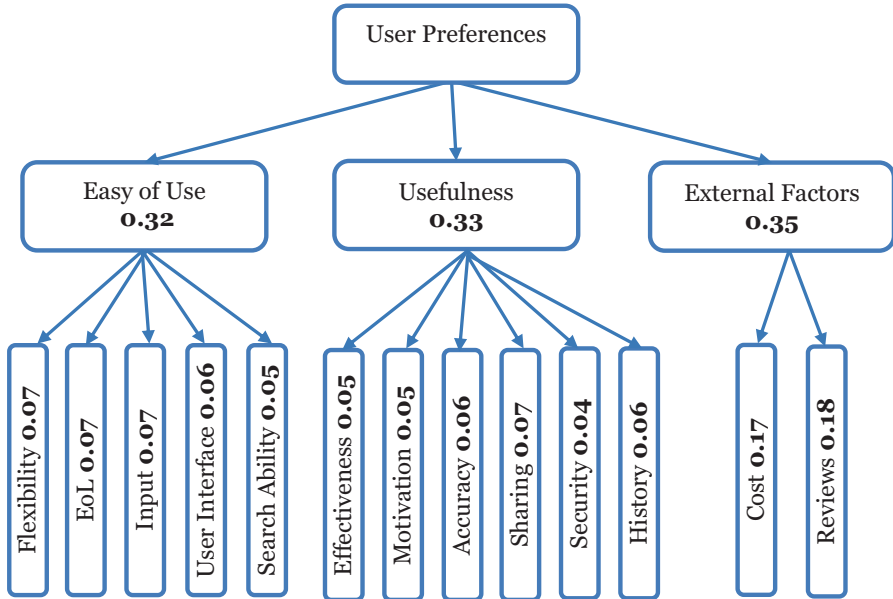 User Preferences
Easy of Use
0.32
Usefulness
0.33
External Factors
0.35
Flexibility 0.07
EoL 0.07
Input 0.07
User Interface 0.06
Search Ability 0.05
Effectiveness 0.05
Motivation 0.05
Accuracy 0.06
Sharing 0.07
Security 0.04
History 0.06
Cost 0.17
Reviews 0.18